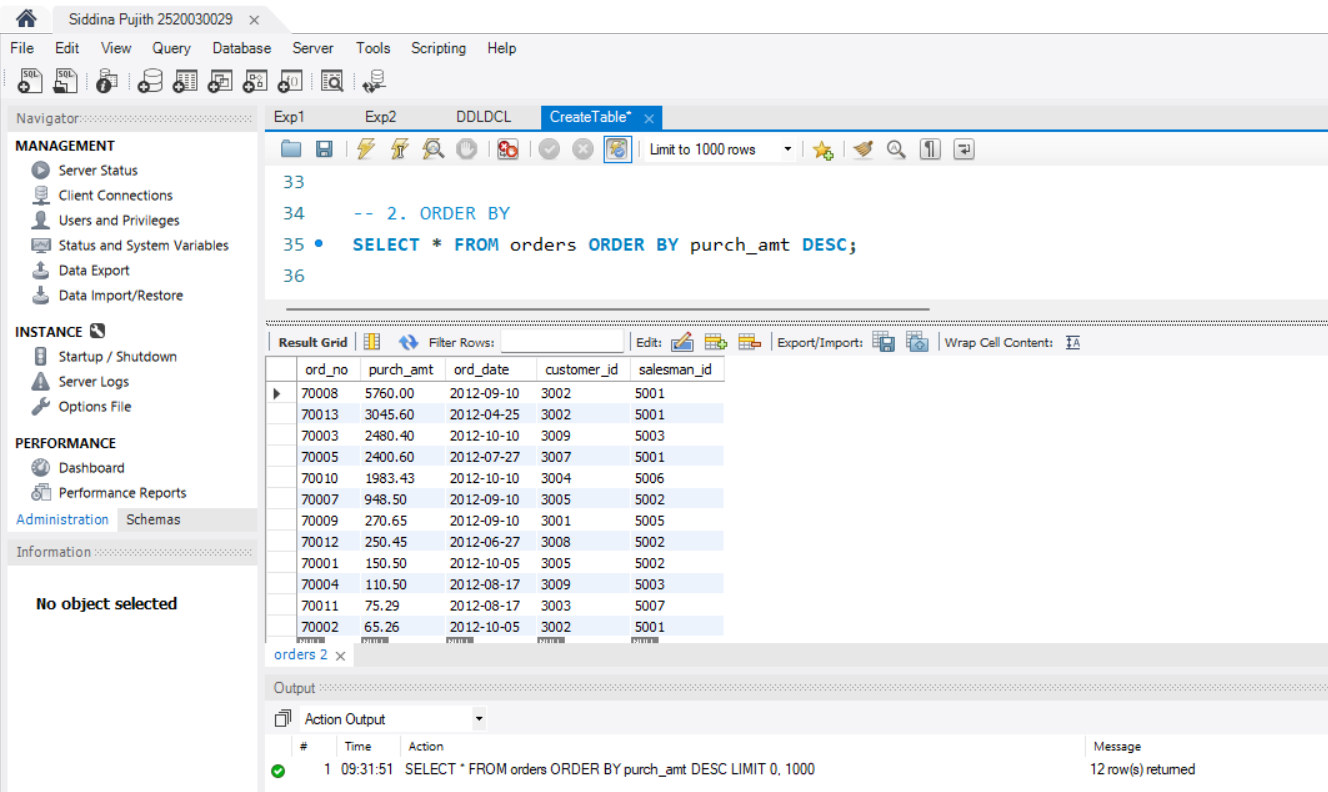 Siddina Pujith 2520030029
File Edit View Query Database Server Tools Scripting Help
SQL SQL
Navigator
MANAGEMENT
Server Status
Client Connections
Users and Privileges
Status and System Variables
Data Export
Data Import/Restore
INSTANCE
Startup / Shutdown
Server Logs
Options File
PERFORMANCE
Dashboard
Performance Reports
Administration Schemas
Information
No object selected
Exp1 Exp2 DDLDCL CreateTable*
Limit to 1000 rows
33
34 -- 2. ORDER BY
35 SELECT * FROM orders ORDER BY purch_amt DESC;
36
Result Grid Filter Rows: Edit: Export/Import: Wrap Cell Content: IA
ord_no purch_amt ord_date customer_id salesman_id
70008 5760.00 2012-09-10 3002 5001
70013 3045.60 2012-04-25 3002 5001
70003 2480.40 2012-10-10 3009 5003
70005 2400.60 2012-07-27 3007 5001
70010 1983.43 2012-10-10 3004 5006
70007 948.50 2012-09-10 3005 5002
70009 270.65 2012-09-10 3001 5005
70012 250.45 2012-06-27 3008 5002
70001 150.50 2012-10-05 3005 5002
70004 110.50 2012-08-17 3009 5003
70011 75.29 2012-08-17 3003 5007
70002 65.26 2012-10-05 3002 5001
NULL NULL NULL NULL NULL
orders 2
Output
Action Output
# Time Action Message
1 09:31:51 SELECT * FROM orders ORDER BY purch_amt DESC LIMIT 0, 1000 12 row(s) returned